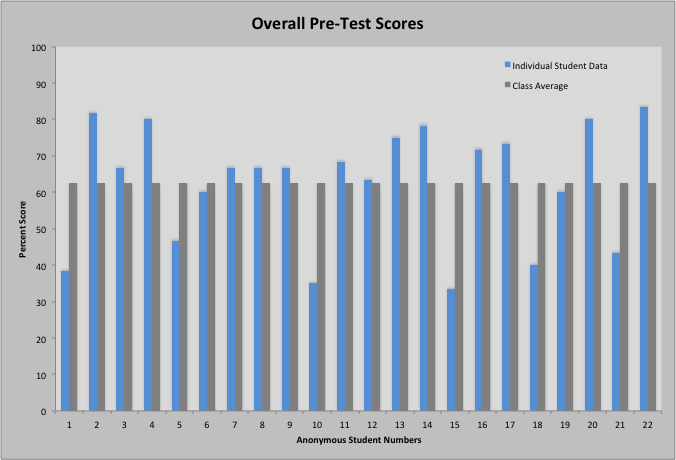 Overall Pre-Test Scores
100
90
80
70
60
50
40
30
20
10
0
Percent Score
Individual Student Data
Class Average
1 2 3 4 5 6 7 8 9 10 11 12 13 14 15 16 17 18 19 20 21 22
Anonymous Student Numbers